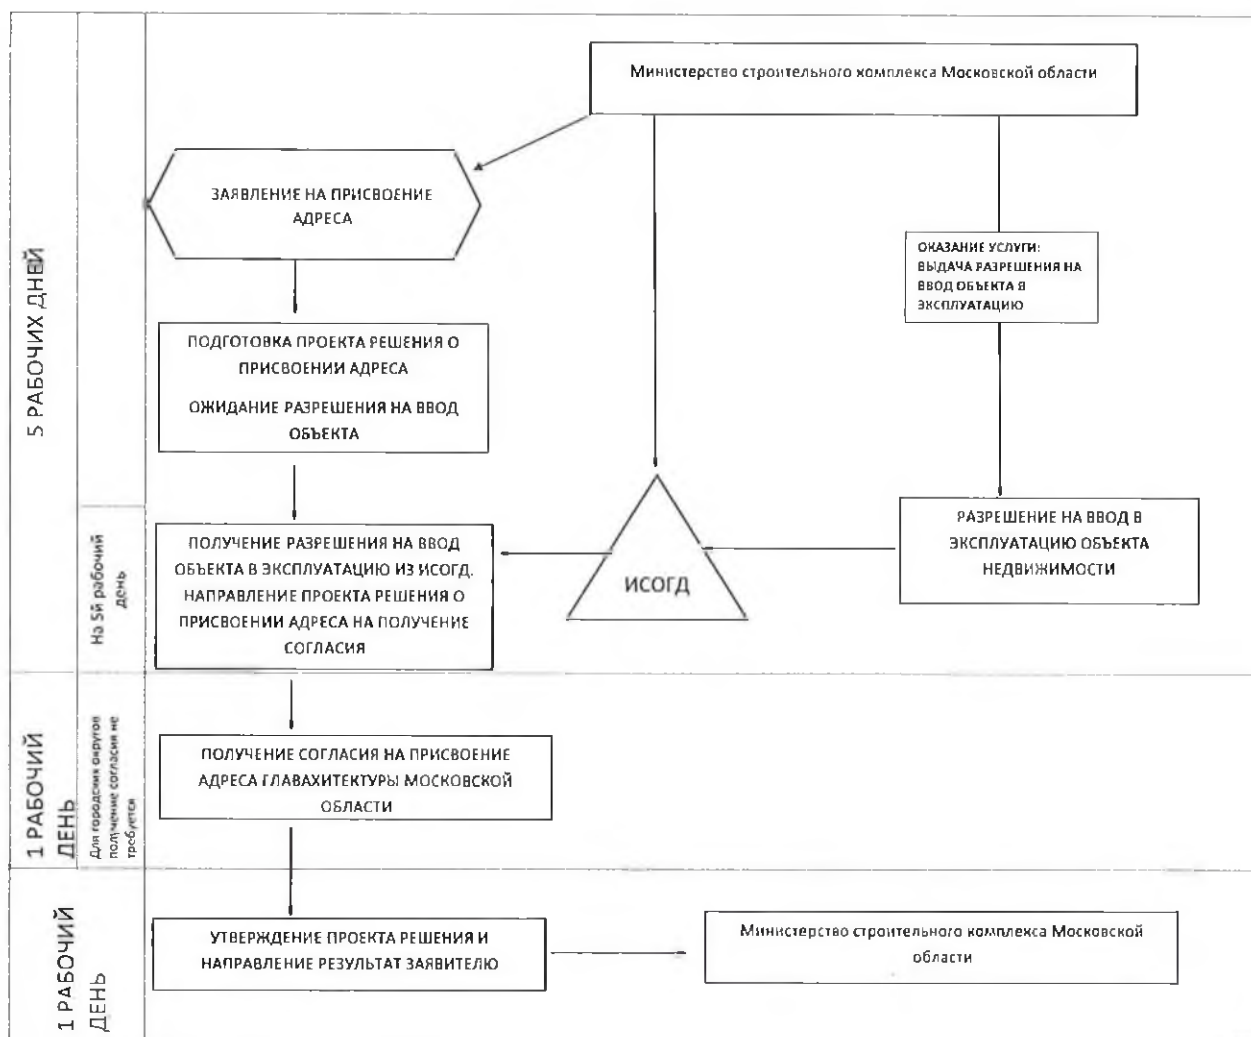 Министерство строительного комплекса Московской области
ЗАЯВЛЕНИЕ НА ПРИСВОЕНИЕ
АДРЕСА
ОКАЗАНИЕ УСЛУГИ:
ВЫДАЧА РАЗРЕШЕНИЯ НА
ВВОД ОБЪЕКТА В
ЭКСПЛУАТАЦИЮ
5 РАБОЧИХ ДНЕЙ
ПОДГОТОВКА ПРОЕКТА РЕШЕНИЯ О
ПРИСВОЕНИИ АДРЕСА
ОЖИДАНИЕ РАЗРЕШЕНИЯ НА ВВОД
ОБЪЕКТА
На 5й рабочий
день
ПОЛУЧЕНИЕ РАЗРЕШЕНИЯ НА ВВОД
ОБЪЕКТА В ЭКСПЛУАТАЦИЮ ИЗ ИСОГД.
НАПРАВЛЕНИЕ ПРОЕКТА РЕШЕНИЯ О
ПРИСВОЕНИИ АДРЕСА НА ПОЛУЧЕНИЕ
СОГЛАСИЯ
ИСОГД
РАЗРЕШЕНИЕ НА ВВОД В
ЭКСПЛУАТАЦИЮ ОБЪЕКТА
НЕДВИЖИМОСТИ
1 РАБОЧИЙ
ДЕНЬ
Для городских округов
получение согласия не
требуется
ПОЛУЧЕНИЕ СОГЛАСИЯ НА ПРИСВОЕНИЕ
АДРЕСА ГЛАВАХИТЕКТУРЫ МОСКОВСКОЙ
ОБЛАСТИ
1 РАБОЧИЙ
ДЕНЬ
УТВЕРЖДЕНИЕ ПРОЕКТА РЕШЕНИЯ И
НАПРАВЛЕНИЕ РЕЗУЛЬТАТ ЗАЯВИТЕЛЮ
Министерство строительного комплекса Московской
области